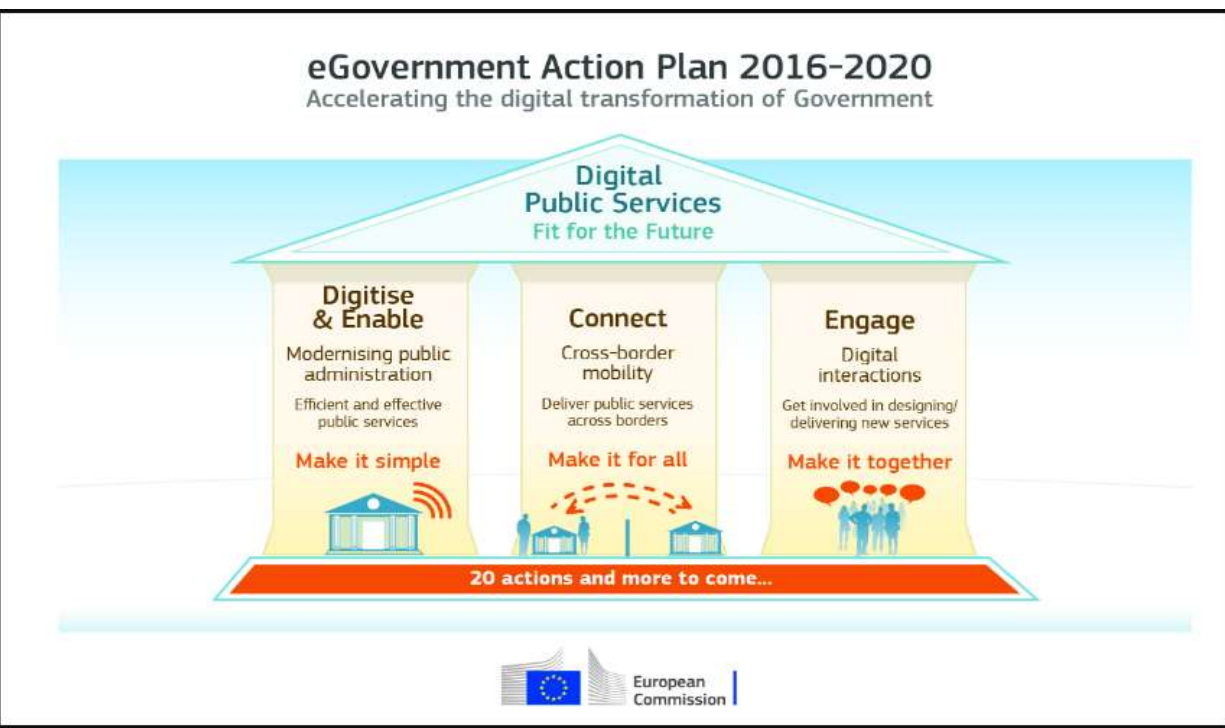 eGovernment Action Plan 2016-2020
Accelerating the digital transformation of Government
Digital
Public Services
Fit for the Future
Digitise
& Enable
Modernising public
administration
Efficient and effective
public services
Make it simple
Connect
Cross-border
mobility
Deliver public services
across borders
Make it for all
Engage
Digital
interactions
Get involved in designing/
delivering new services
Make it together
20 actions and more to come...
European
Commission